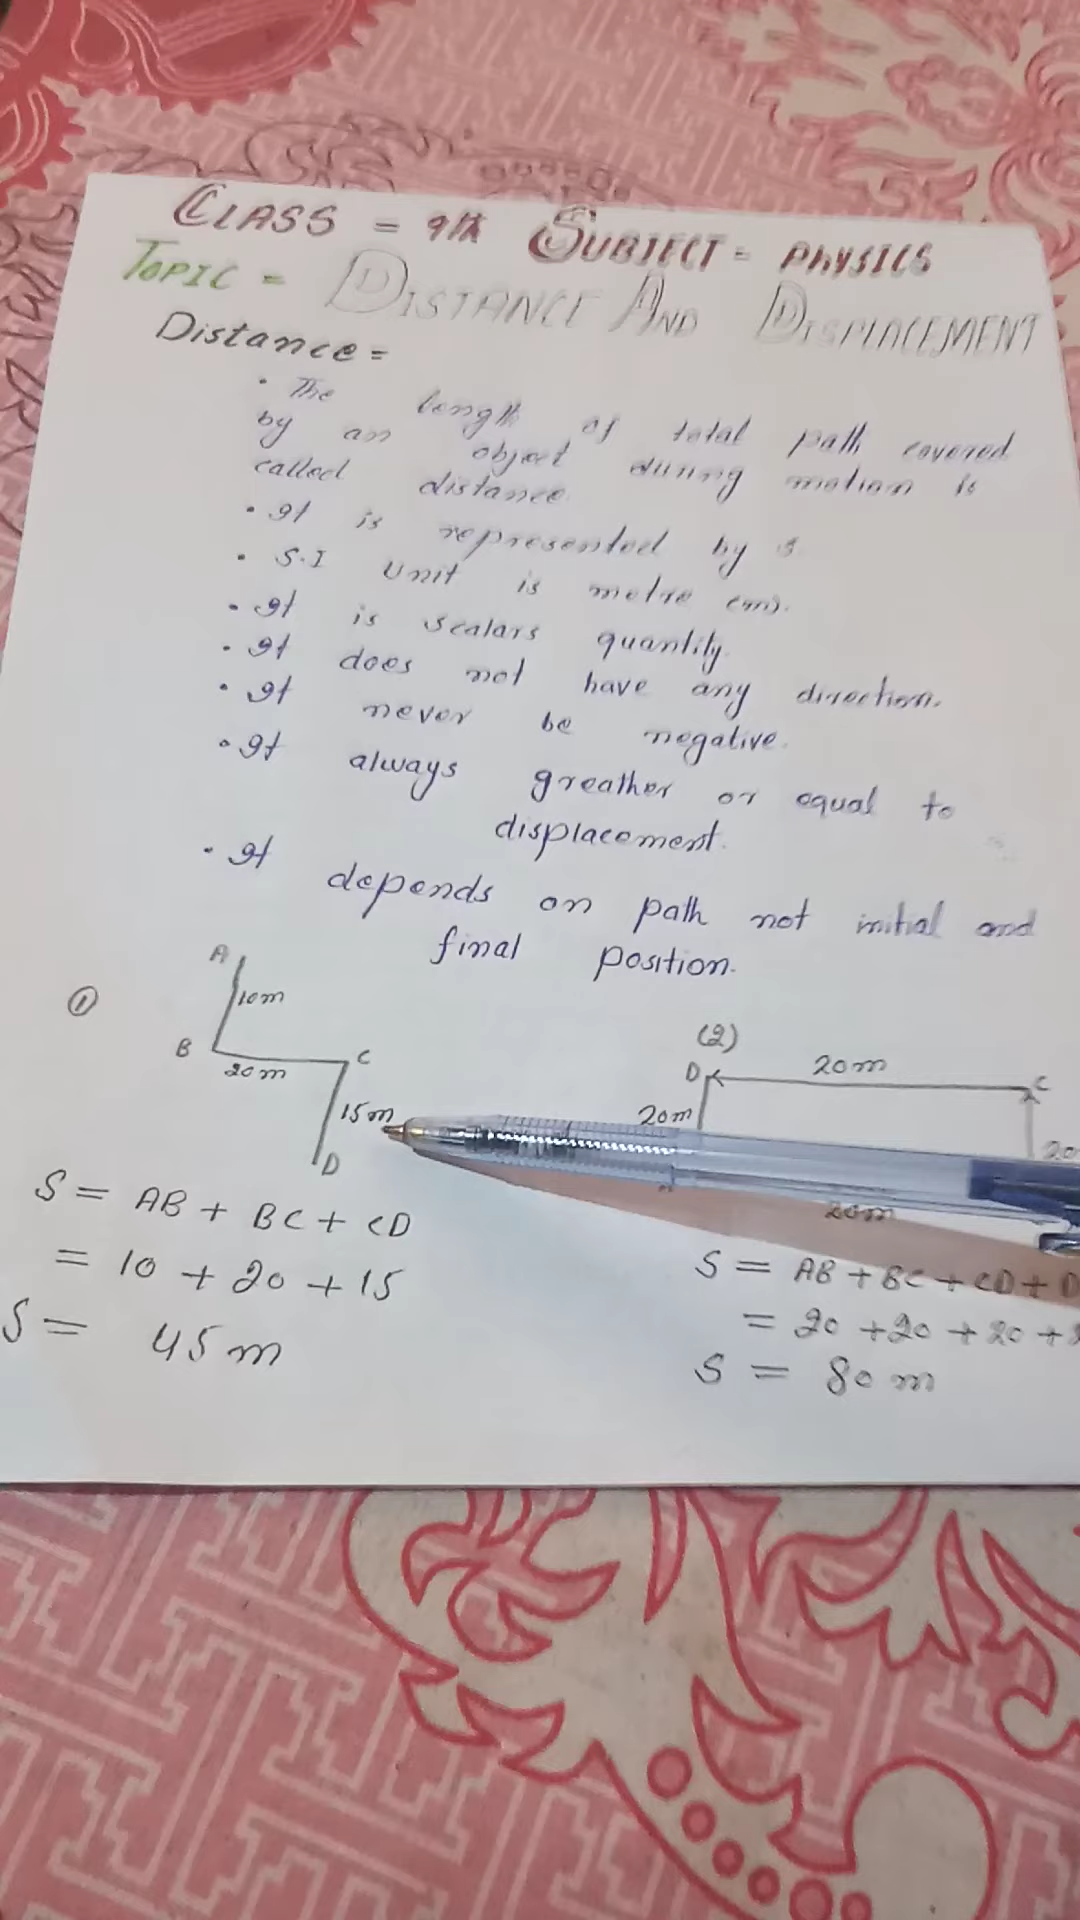 CLASS = 9th SUBJECT = PHYSICS
TOPIC = DISTANCE AND DISPLACEMENT
Distance =
• The length of total path covered
by an object during motion is
called distance.
• It is represented by s.
• S.I Unit is metre (m).
• It is scalars quantity.
• It does not have any direction.
• It never be negative.
• It always greather or equal to
displacement.
• It depends on path not initial and
final position.
①
A
10m
B
20m
C
15m
D
S = AB + BC + CD
= 10 + 20 + 15
S = 45m
(2)
D
20m
C
20m
20
20m
S = AB + BC + CD + D
= 20 + 20 + 20 +
S = 80 m